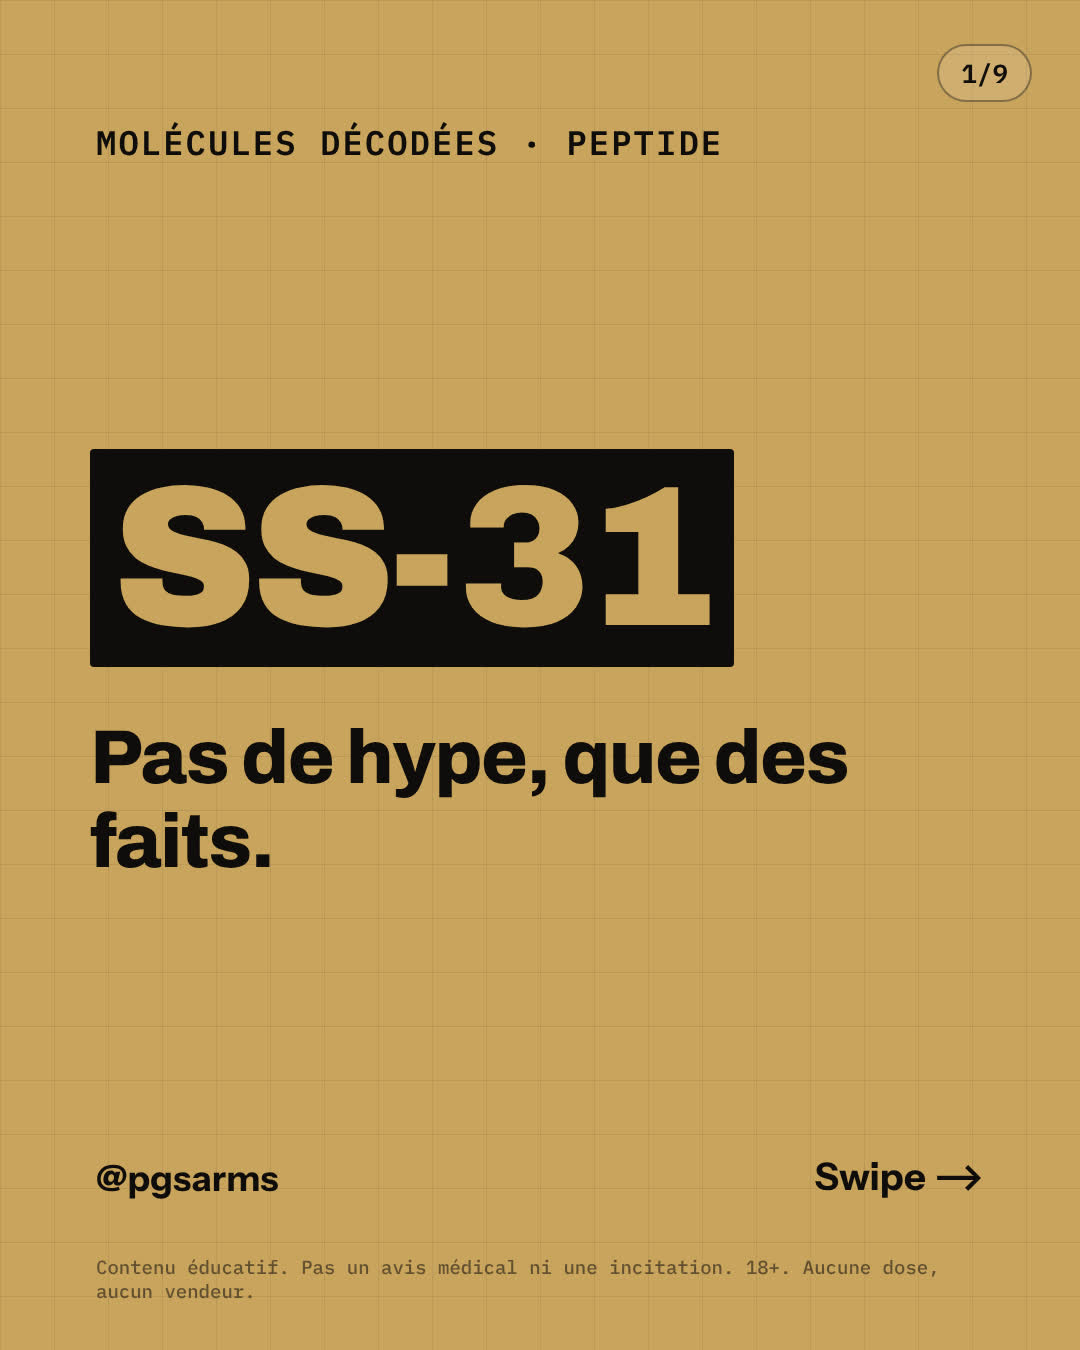 1/9
MOLÉCULES DÉCODÉES · PEPTIDE
SS-31
Pas de hype, que des
faits.
@pgsarms
Swipe →
Contenu éducatif. Pas un avis médical ni une incitation. 18+. Aucune dose,
aucun vendeur.